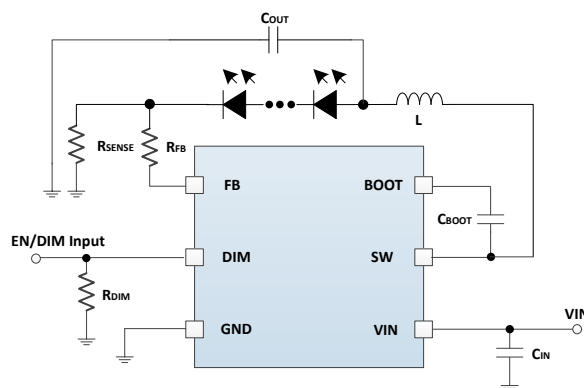 COUT
L
RSENSE
RFB
FB
BOOT
CBOOT
EN/DIM Input
DIM
SW
RDIM
GND
VIN
VIN
CIN